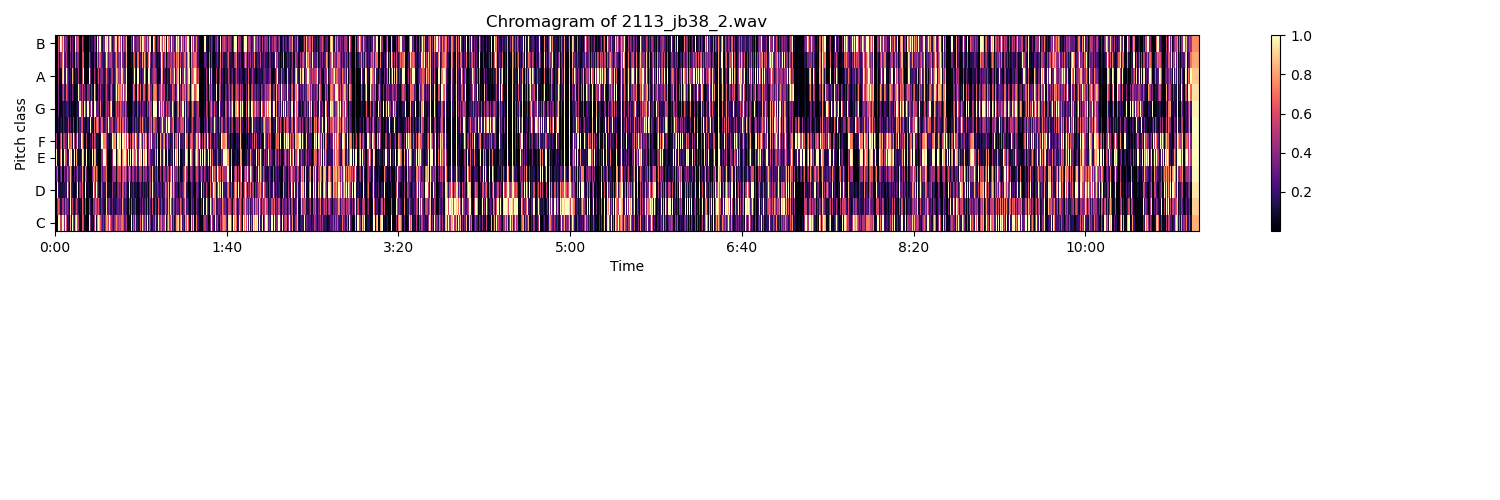 Chromagram of 2113_jb38_2.wav
Pitch class
B
A
G
F
E
D
C
0:00 1:40 3:20 5:00 6:40 8:20 10:00
Time
1.0
0.8
0.6
0.4
0.2